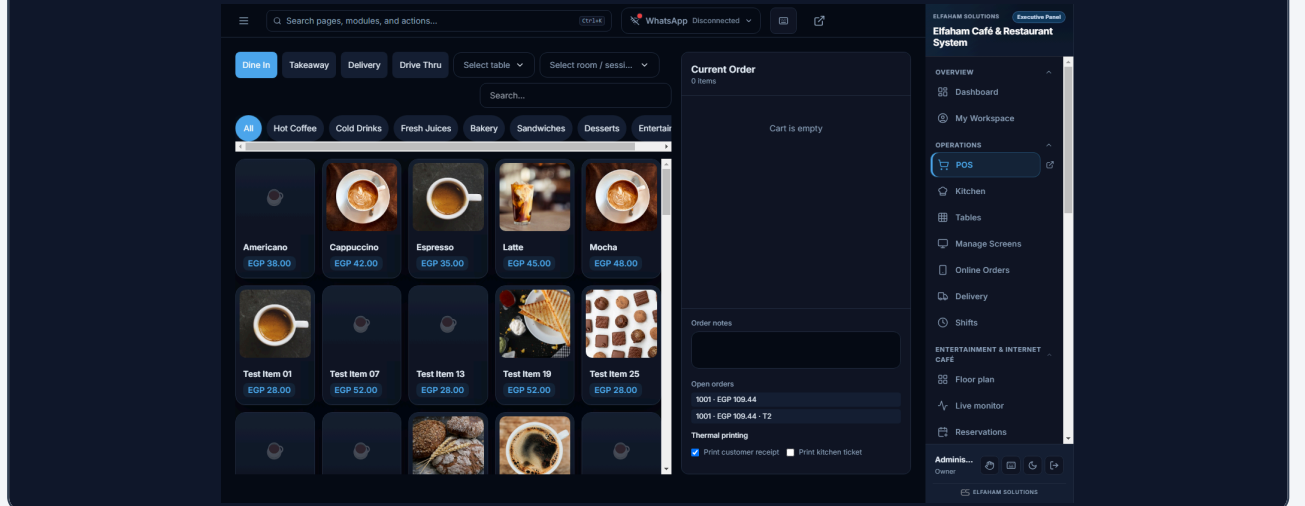 Search pages, modules, and actions...
Ctrl+K
WhatsApp Disconnected
Dine In
Takeaway
Delivery
Drive Thru
Select table
Select room / sessi...
Search...
All
Hot Coffee
Cold Drinks
Fresh Juices
Bakery
Sandwiches
Desserts
Entertai
Americano
EGP 38.00
Cappuccino
EGP 42.00
Espresso
EGP 35.00
Latte
EGP 45.00
Mocha
EGP 48.00
Test Item 01
EGP 28.00
Test Item 07
EGP 52.00
Test Item 13
EGP 28.00
Test Item 19
EGP 52.00
Test Item 25
EGP 28.00
Current Order
0 items
Cart is empty
Order notes
Open orders
1001 · EGP 109.44
1001 · EGP 109.44 · T2
Thermal printing
Print customer receipt
Print kitchen ticket
ELFAHAM SOLUTIONS
Executive Panel
Elfaham Café & Restaurant
System
OVERVIEW
Dashboard
My Workspace
OPERATIONS
POS
Kitchen
Tables
Manage Screens
Online Orders
Delivery
Shifts
ENTERTAINMENT & INTERNET
CAFÉ
Floor plan
Live monitor
Reservations
Adminis...
Owner
ES ELFAHAM SOLUTIONS